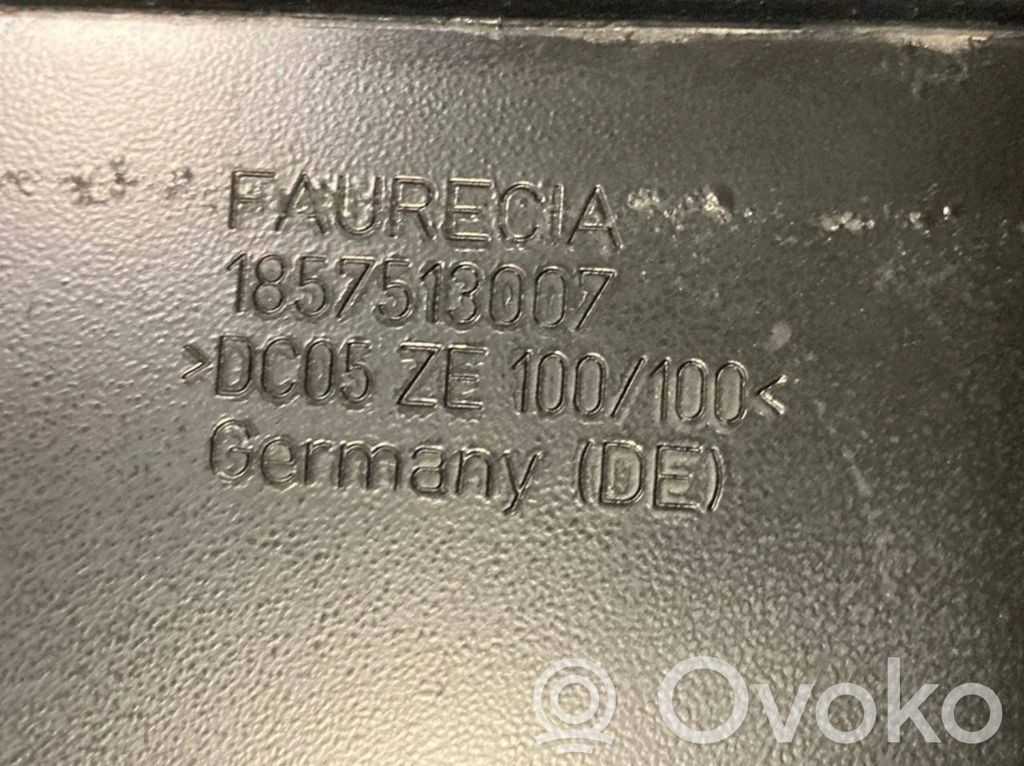 FAURECIA
1857513007
>DC05 ZE 100/100<
Germany (DE)
® Ovoko